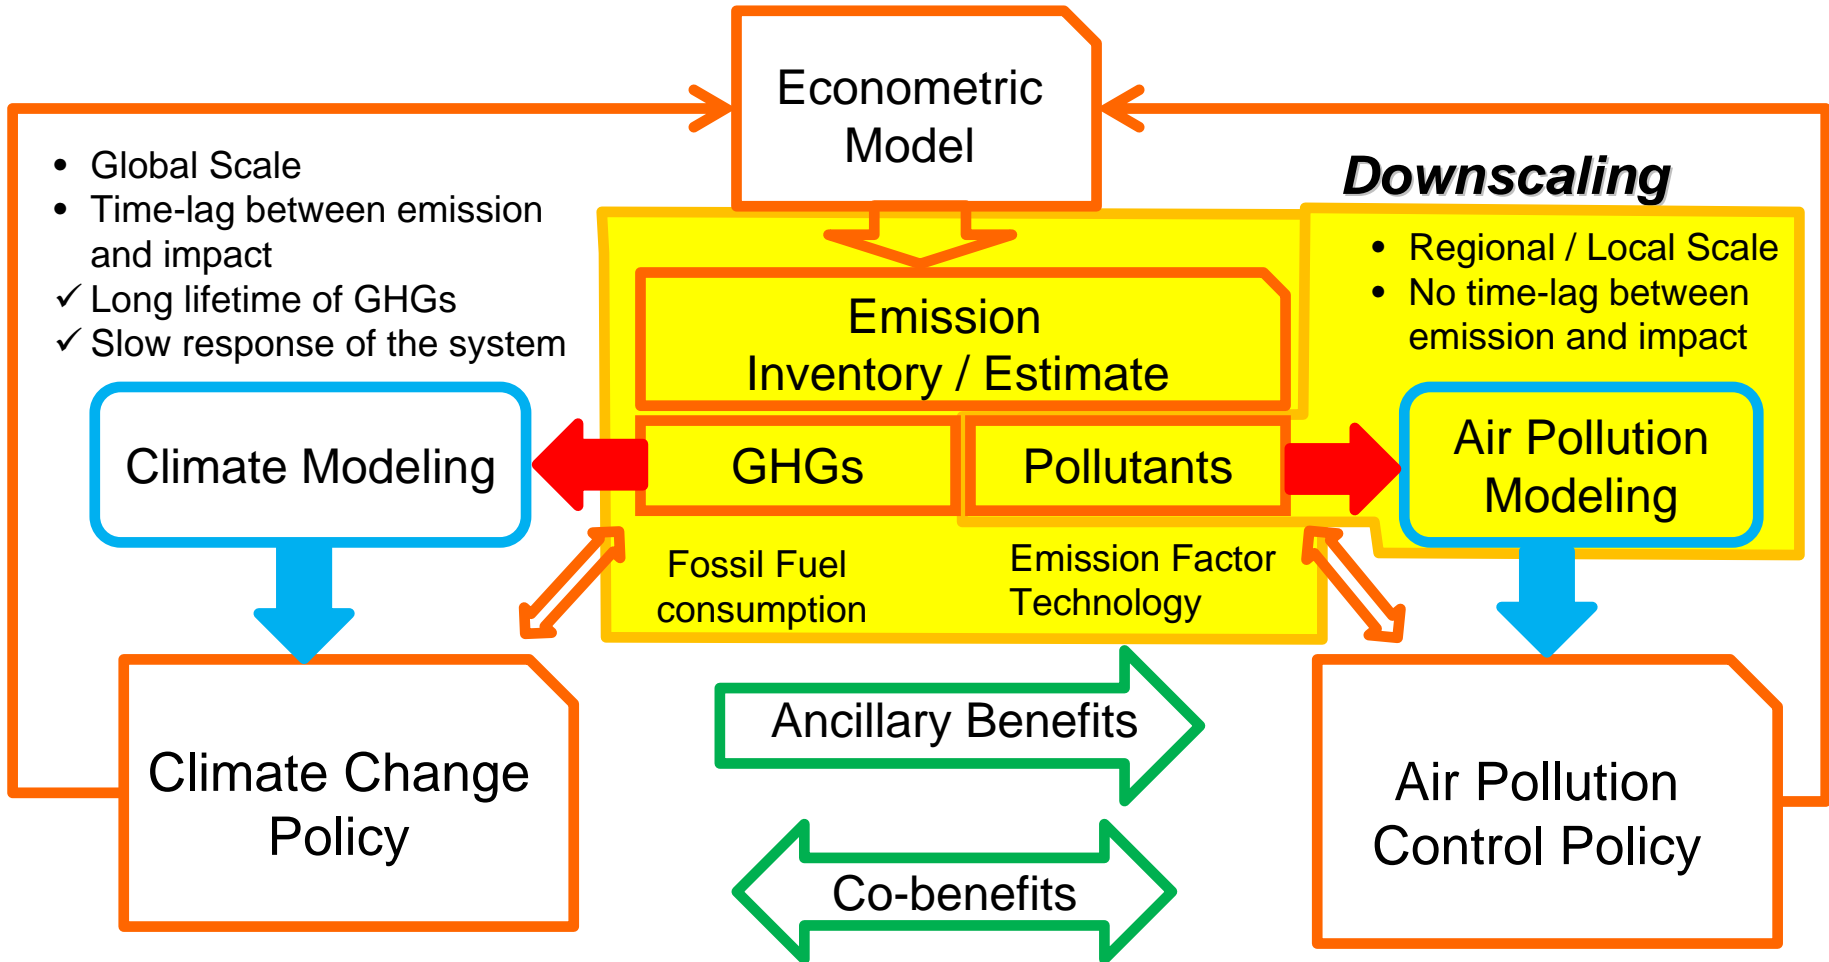 Econometric
Model
• Global Scale
• Time-lag between emission
and impact
✓ Long lifetime of GHGs
✓ Slow response of the system
Downscaling
• Regional / Local Scale
• No time-lag between
emission and impact
Emission
Inventory / Estimate
Climate Modeling
GHGs
Pollutants
Air Pollution
Modeling
Fossil Fuel
consumption
Emission Factor
Technology
Ancillary Benefits
Climate Change
Policy
Air Pollution
Control Policy
Co-benefits